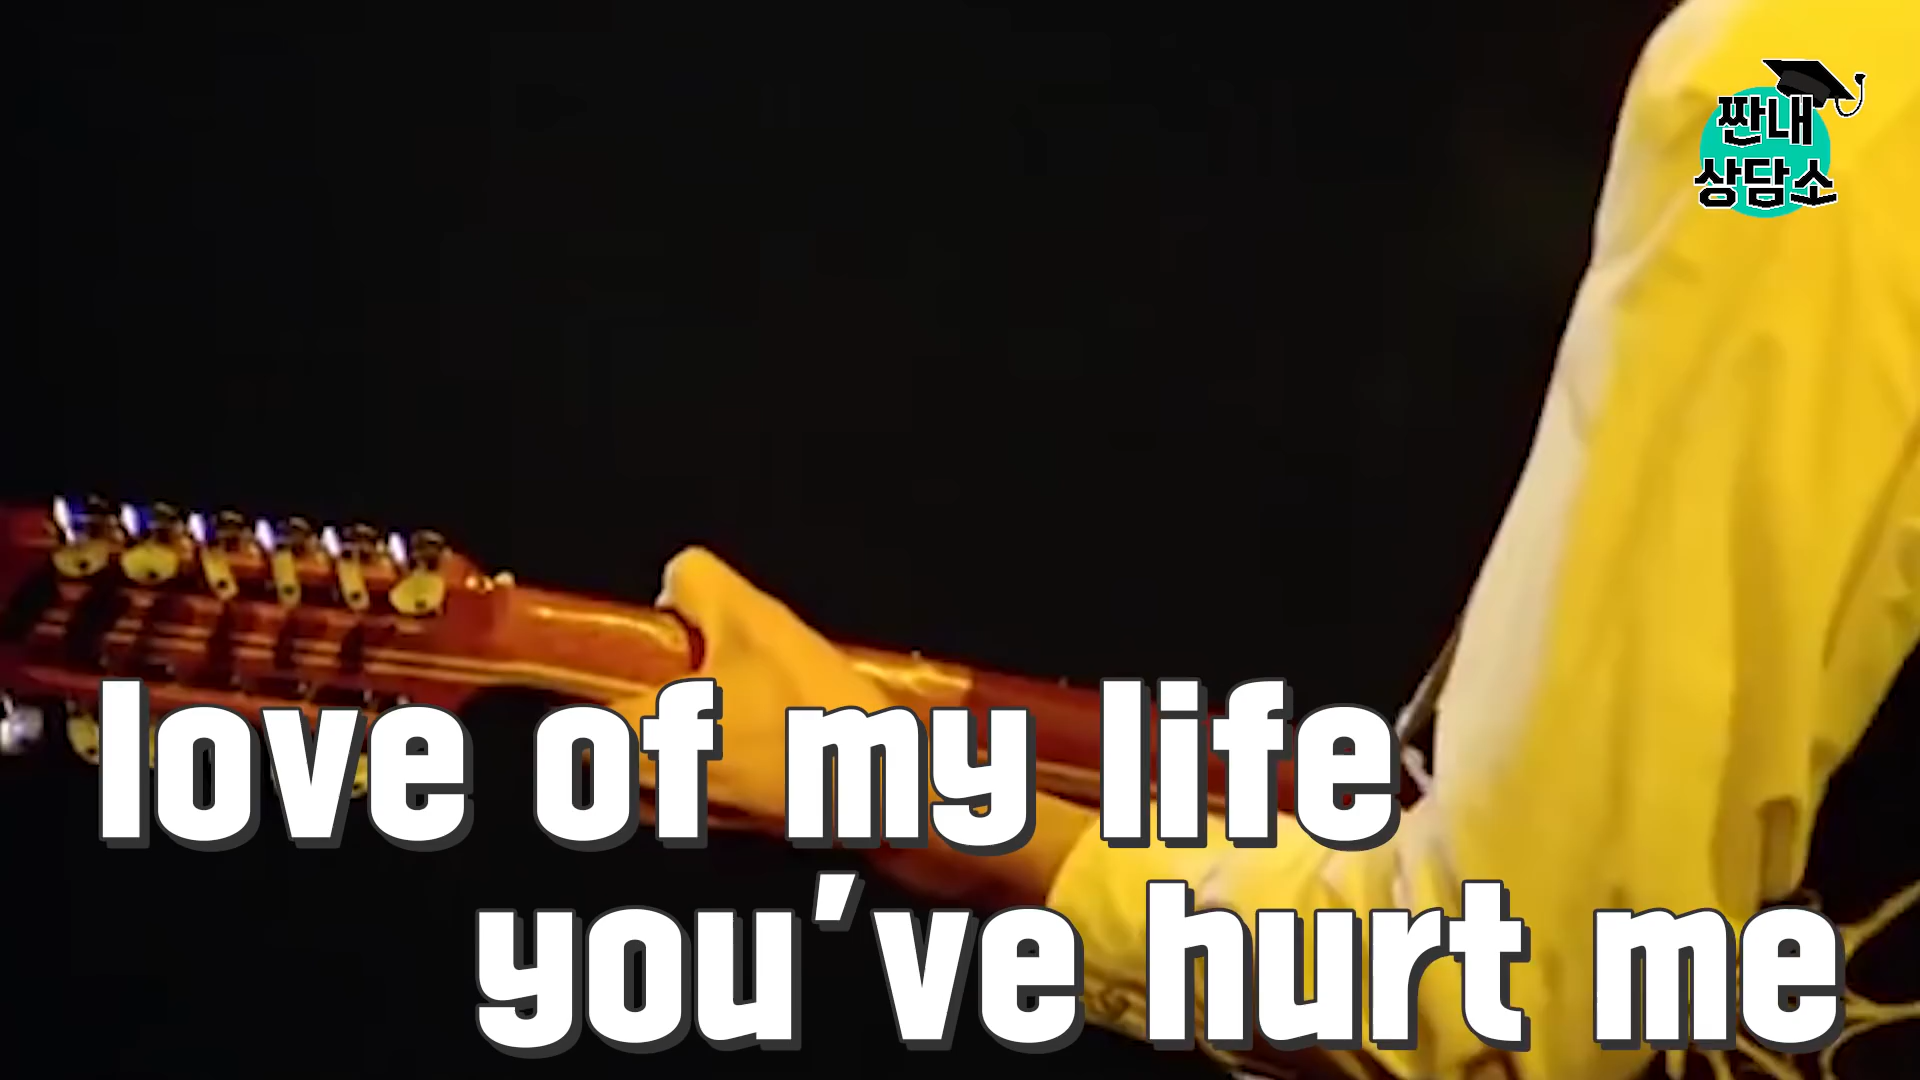 짠내
상담소
love of my life
you've hurt me